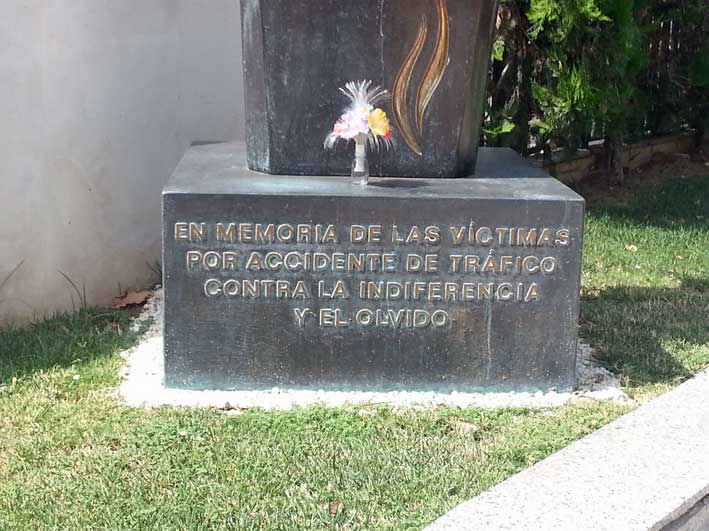 EN MEMORIA DE LAS VÍCTIMAS
POR ACCIDENTE DE TRÁFICO
CONTRA LA INDIFERENCIA
Y EL OLVIDO